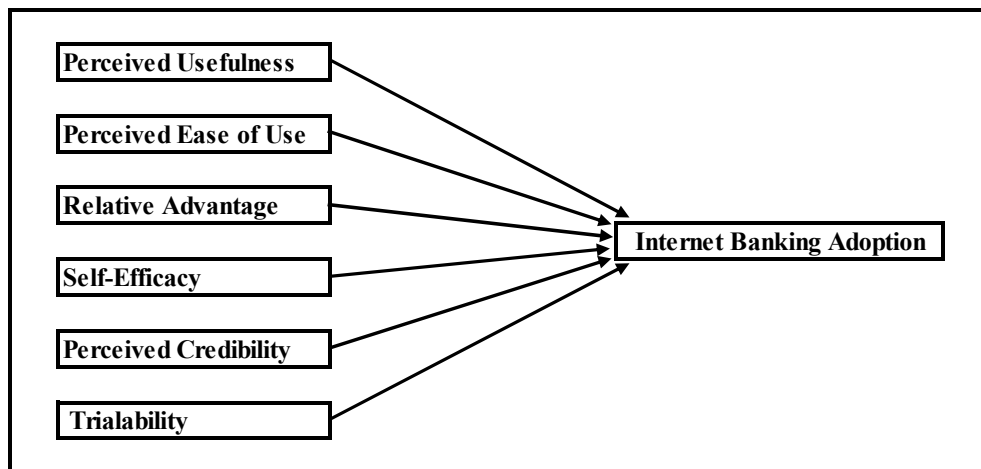 Perceived Usefulness
Perceived Ease of Use
Relative Advantage
Internet Banking Adoption
Self-Efficacy
Perceived Credibility
Trialability